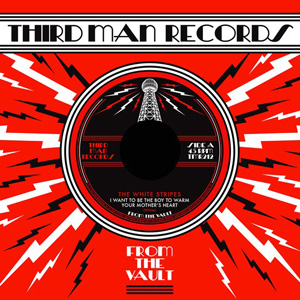 THIRD MAN RECORDS
THIRD
MAN
RECORDS
SIDE A
45 RPM
TMR212
THE WHITE STRIPES
I WANT TO BE THE BOY TO WARM
YOUR MOTHER'S HEART
FROM THE VAULT
FROM
THE
VAULT